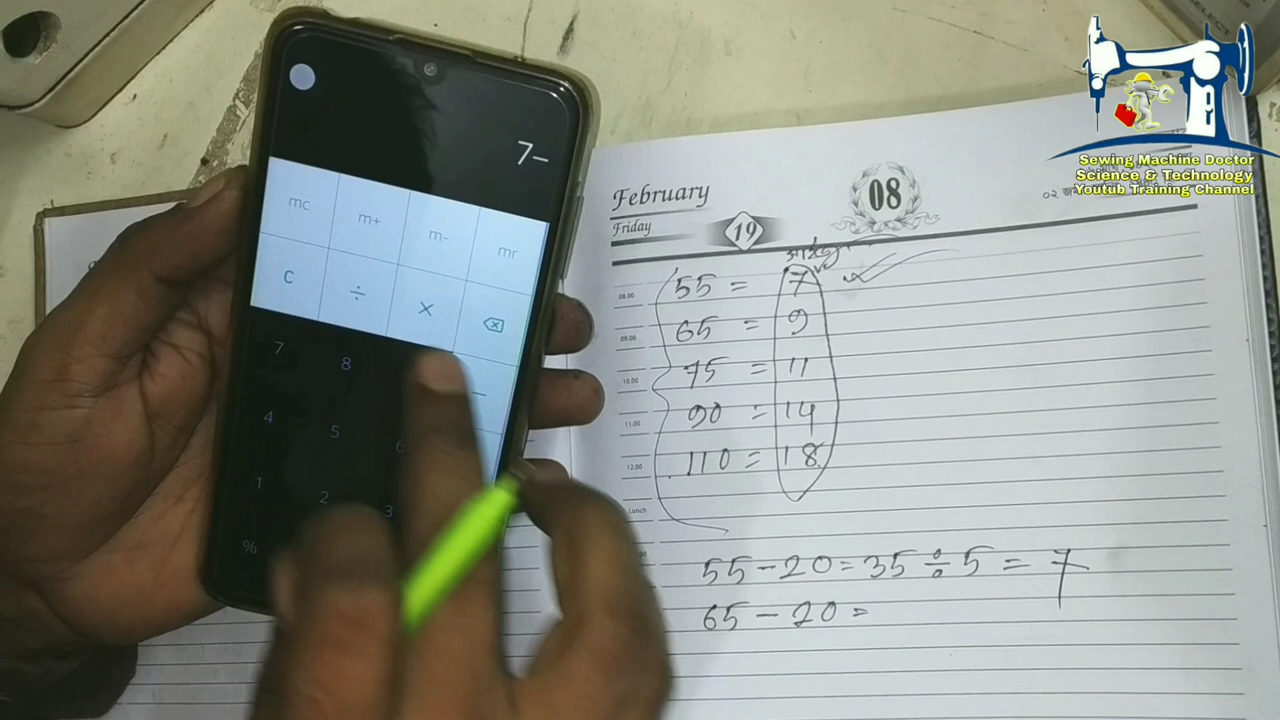 7–
mc m+ m- mr
C ÷ ×
7 8 –
4 5 6
1 2 3
%
February
Friday
19
08
08.00 55 = 7
09.00 65 = 9
10.00 75 = 11
11.00 90 = 14
12.00 110 = 18
Lunch
55 – 20 = 35 ÷ 5 = 7
65 – 20 =
Sewing Machine Doctor
Science & Technology
Youtub Training Channel